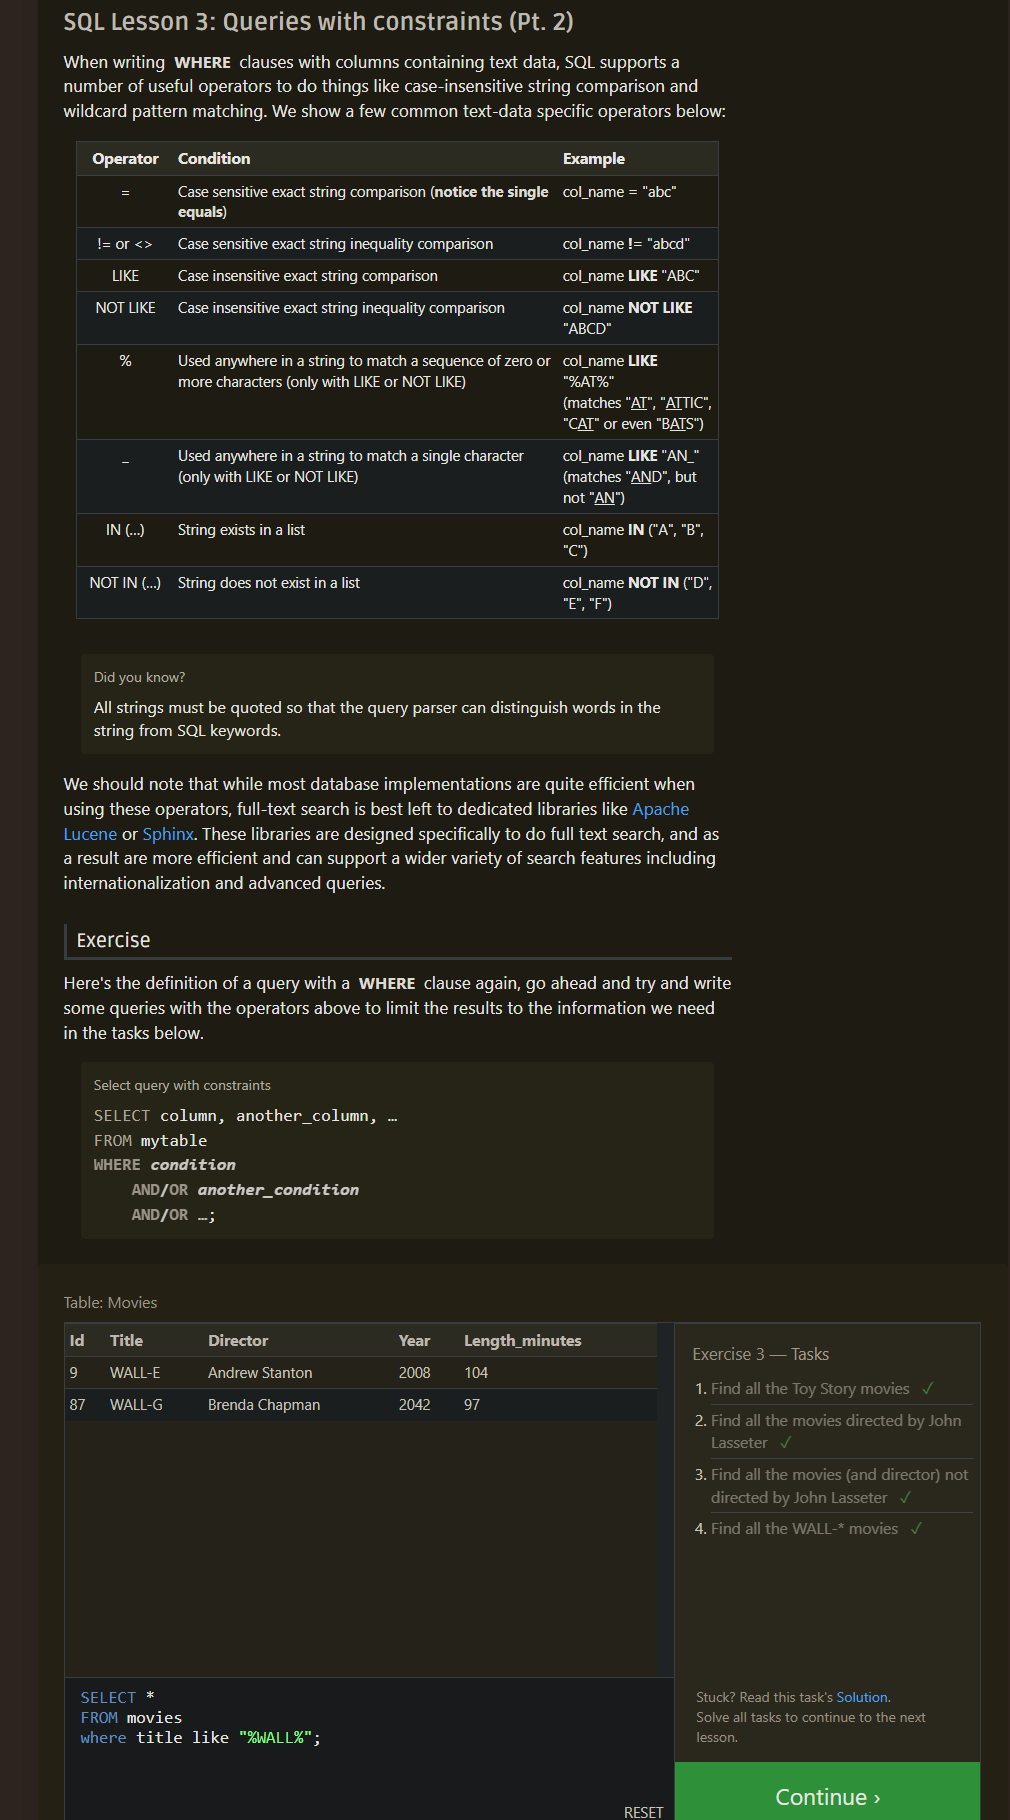 SQL Lesson 3: Queries with constraints (Pt. 2)
When writing WHERE clauses with columns containing text data, SQL supports a
number of useful operators to do things like case-insensitive string comparison and
wildcard pattern matching. We show a few common text-data specific operators below:
Operator Condition Example
= Case sensitive exact string comparison (notice the single col_name = "abc"
equals)
!= or <> Case sensitive exact string inequality comparison col_name != "abcd"
LIKE Case insensitive exact string comparison col_name LIKE "ABC"
NOT LIKE Case insensitive exact string inequality comparison col_name NOT LIKE
"ABCD"
% Used anywhere in a string to match a sequence of zero or col_name LIKE
more characters (only with LIKE or NOT LIKE) "%AT%"
(matches "AT", "ATTIC",
"CAT" or even "BATS")
_ Used anywhere in a string to match a single character col_name LIKE "AN_"
(only with LIKE or NOT LIKE) (matches "AND", but
not "AN")
IN (…) String exists in a list col_name IN ("A", "B",
"C")
NOT IN (…) String does not exist in a list col_name NOT IN ("D",
"E", "F")
Did you know?
All strings must be quoted so that the query parser can distinguish words in the
string from SQL keywords.
We should note that while most database implementations are quite efficient when
using these operators, full-text search is best left to dedicated libraries like Apache
Lucene or Sphinx. These libraries are designed specifically to do full text search, and as
a result are more efficient and can support a wider variety of search features including
internationalization and advanced queries.
Exercise
Here's the definition of a query with a WHERE clause again, go ahead and try and write
some queries with the operators above to limit the results to the information we need
in the tasks below.
Select query with constraints
SELECT column, another_column, …
FROM mytable
WHERE condition
AND/OR another_condition
AND/OR …;
Table: Movies
Id Title Director Year Length_minutes
9 WALL-E Andrew Stanton 2008 104
87 WALL-G Brenda Chapman 2042 97
Exercise 3 — Tasks
1. Find all the Toy Story movies ✓
2. Find all the movies directed by John
Lasseter ✓
3. Find all the movies (and director) not
directed by John Lasseter ✓
4. Find all the WALL-* movies ✓
SELECT *
FROM movies
where title like "%WALL%";
RESET
Stuck? Read this task's Solution.
Solve all tasks to continue to the next
lesson.
Continue ›